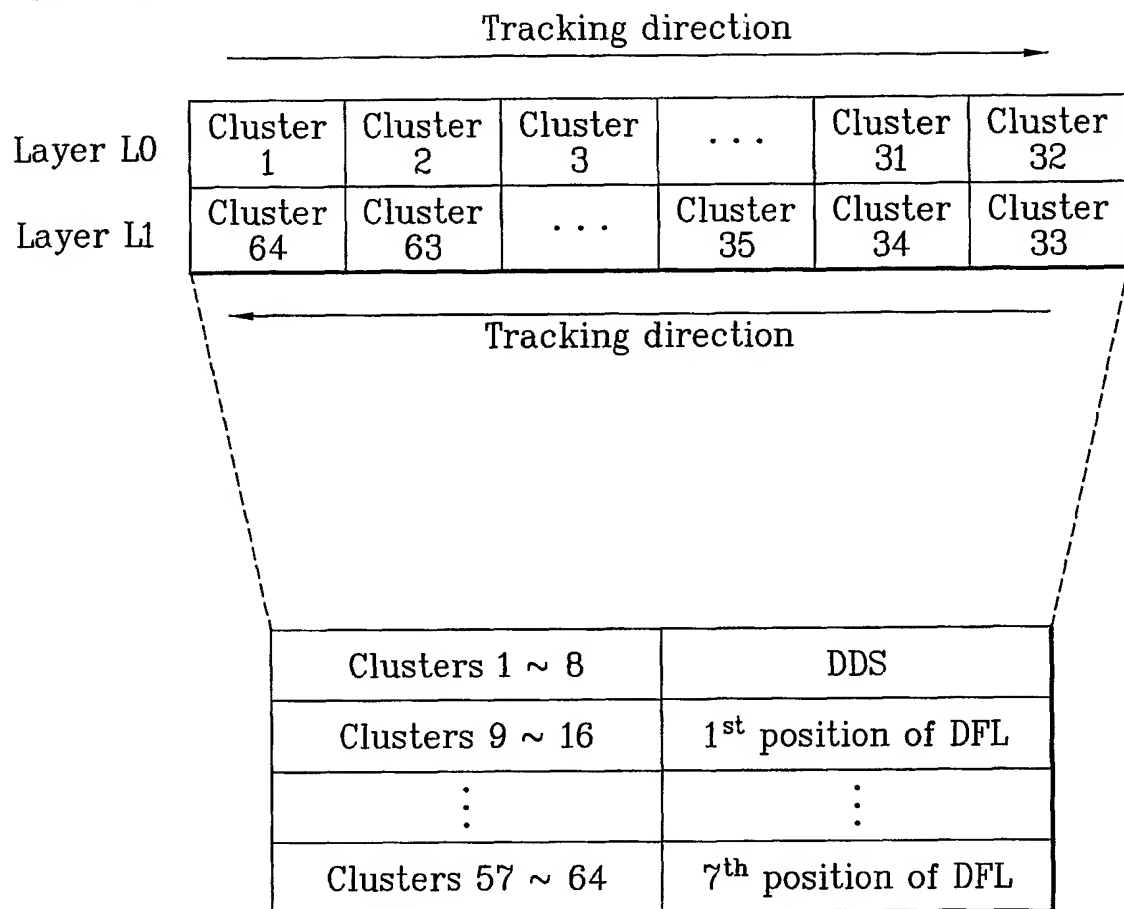 Tracking direction
Layer L0
Cluster 1
Cluster 2
Cluster 3
...
Cluster 31
Cluster 32
Layer L1
Cluster 64
Cluster 63
...
Cluster 35
Cluster 34
Cluster 33
Tracking direction
Clusters 1 ~ 8
DDS
Clusters 9 ~ 16
1st position of DFL
⋮
⋮
Clusters 57 ~ 64
7th position of DFL